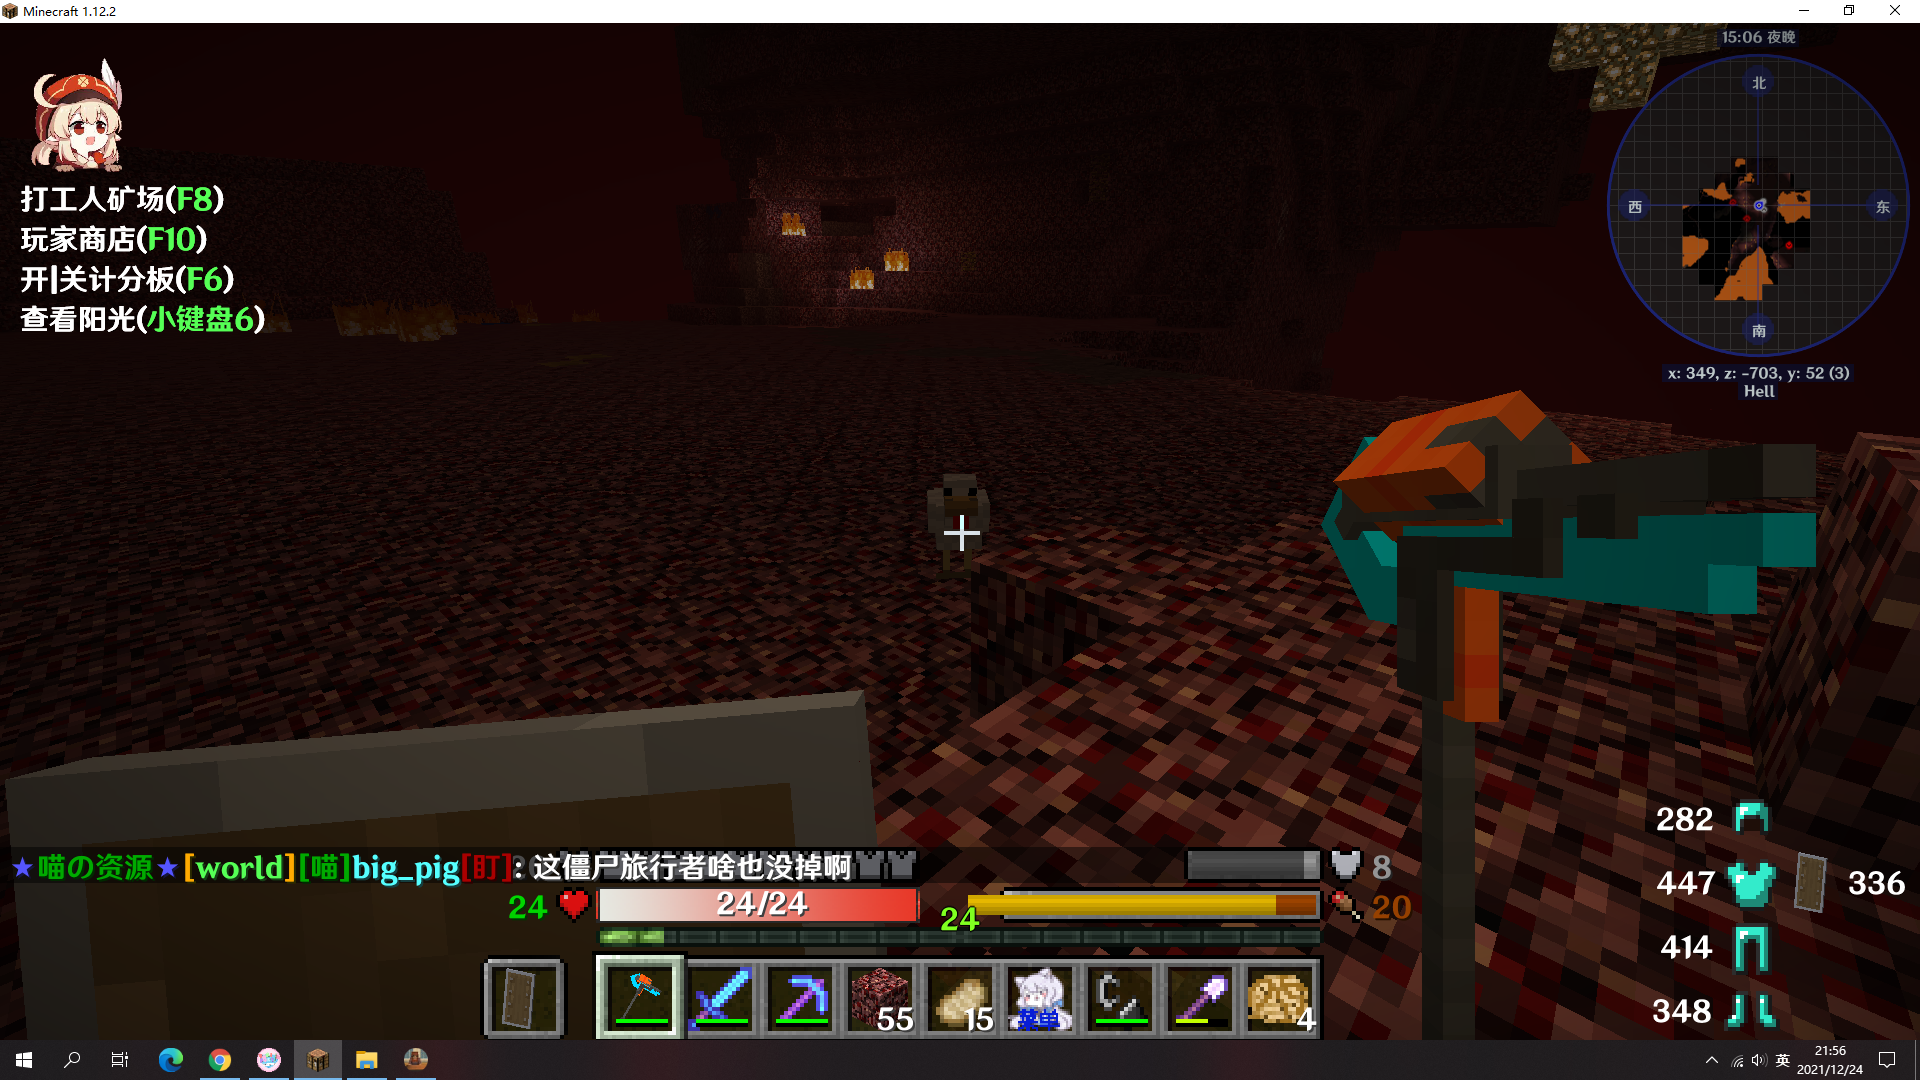 Minecraft 1.12.2
15:06 夜晚
北
西
东
南
x: 349, z: -703, y: 52 (3)
Hell
打工人矿场(F8)
玩家商店(F10)
开|关计分板(F6)
查看阳光(小键盘6)
282
447
336
414
348
★喵の资源★[world][喵]big_pig[盯]: 这僵尸旅行者啥也没掉啊
8
24
24/24
24
20
55
15
菜单
4
英
21:56
2021/12/24